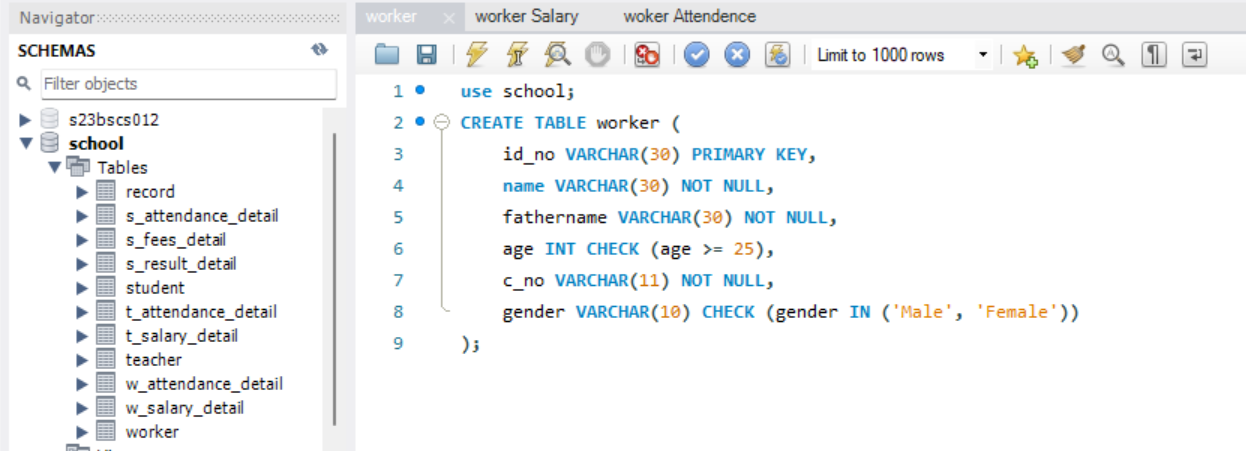 Navigator
SCHEMAS
Filter objects
s23bscs012
school
Tables
record
s_attendance_detail
s_fees_detail
s_result_detail
student
t_attendance_detail
t_salary_detail
teacher
w_attendance_detail
w_salary_detail
worker
worker × worker Salary woker Attendence
Limit to 1000 rows
1 use school;
2 CREATE TABLE worker (
3 id_no VARCHAR(30) PRIMARY KEY,
4 name VARCHAR(30) NOT NULL,
5 fathername VARCHAR(30) NOT NULL,
6 age INT CHECK (age >= 25),
7 c_no VARCHAR(11) NOT NULL,
8 gender VARCHAR(10) CHECK (gender IN ('Male', 'Female'))
9 );